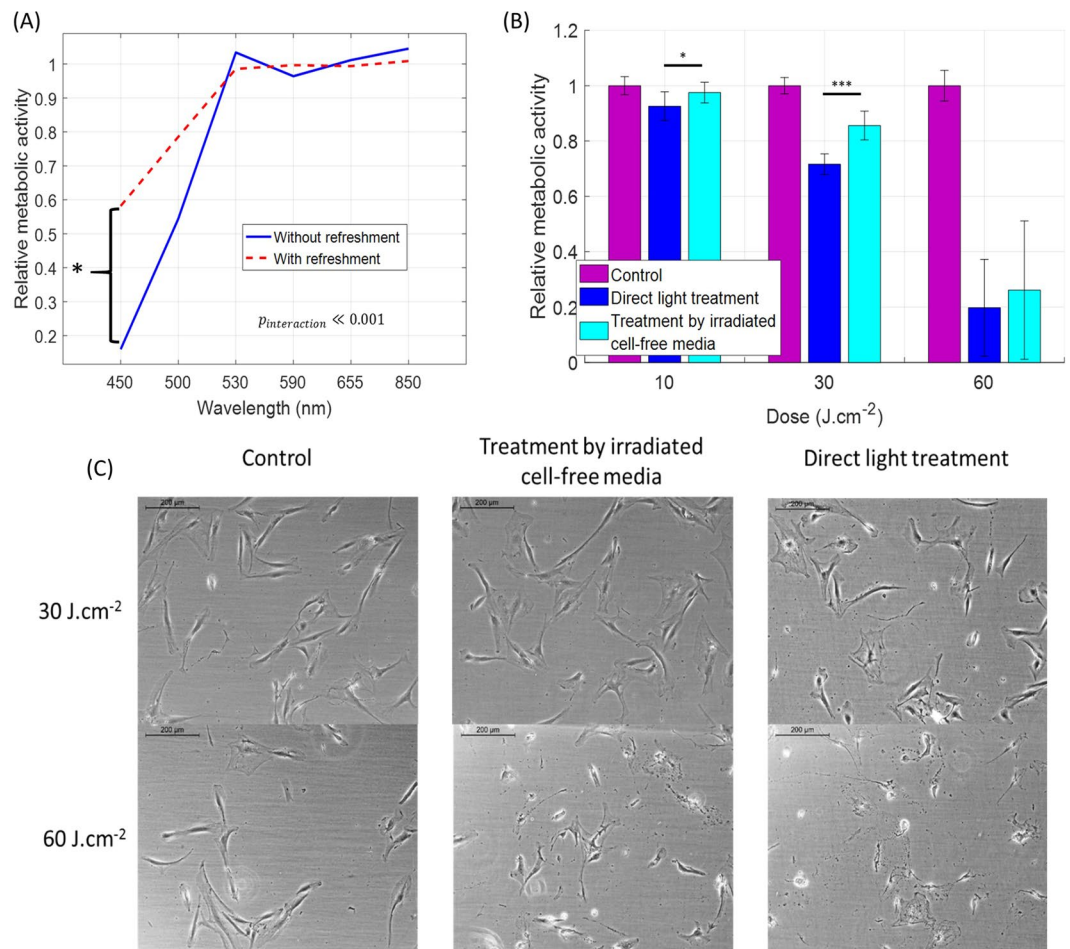 (A)
Relative metabolic activity
1
0.9
0.8
0.7
0.6
0.5
0.4
0.3
0.2
*
Without refreshment
With refreshment
p_interaction ≪ 0.001
450 500 530 590 655 850
Wavelength (nm)
(B)
Relative metabolic activity
1.2
1
0.8
0.6
0.4
0.2
0
*
***
Control
Direct light treatment
Treatment by irradiated
cell-free media
10 30 60
Dose (J.cm⁻²)
(C)
Control
Treatment by irradiated
cell-free media
Direct light treatment
30 J.cm⁻²
200 µm
200 µm
200 µm
60 J.cm⁻²
200 µm
200 µm
200 µm